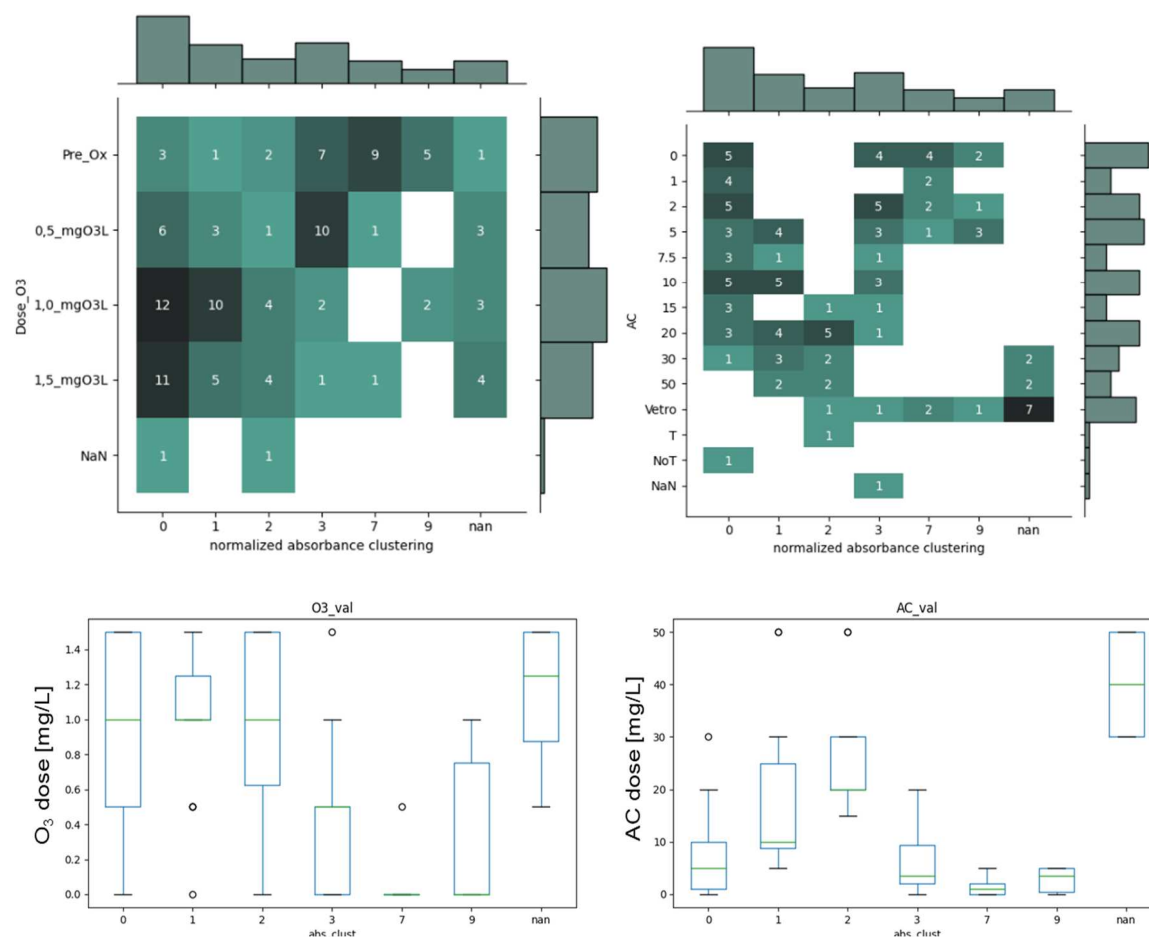 Dose_O3
Pre_Ox 3 1 2 7 9 5 1
0,5_mgO3L 6 3 1 10 1 3
1,0_mgO3L 12 10 4 2 2 3
1,5_mgO3L 11 5 4 1 1 4
NaN 1 1
0 1 2 3 7 9 nan
normalized absorbance clustering
AC
0 5 4 4 2
1 4 2
2 5 5 2 1
5 3 4 3 1 3
7.5 3 1 1
10 5 5 3
15 3 1 1
20 3 4 5 1
30 1 3 2 2
50 2 2 2
Vetro 1 1 2 1 7
T 1
NoT 1
NaN 1
0 1 2 3 7 9 nan
normalized absorbance clustering
O3_val
O₃ dose [mg/L]
1.4
1.2
1.0
0.8
0.6
0.4
0.2
0.0
0 1 2 3 7 9 nan
abs_clust
AC_val
AC dose [mg/L]
50
40
30
20
10
0
0 1 2 3 7 9 nan
abs_clust